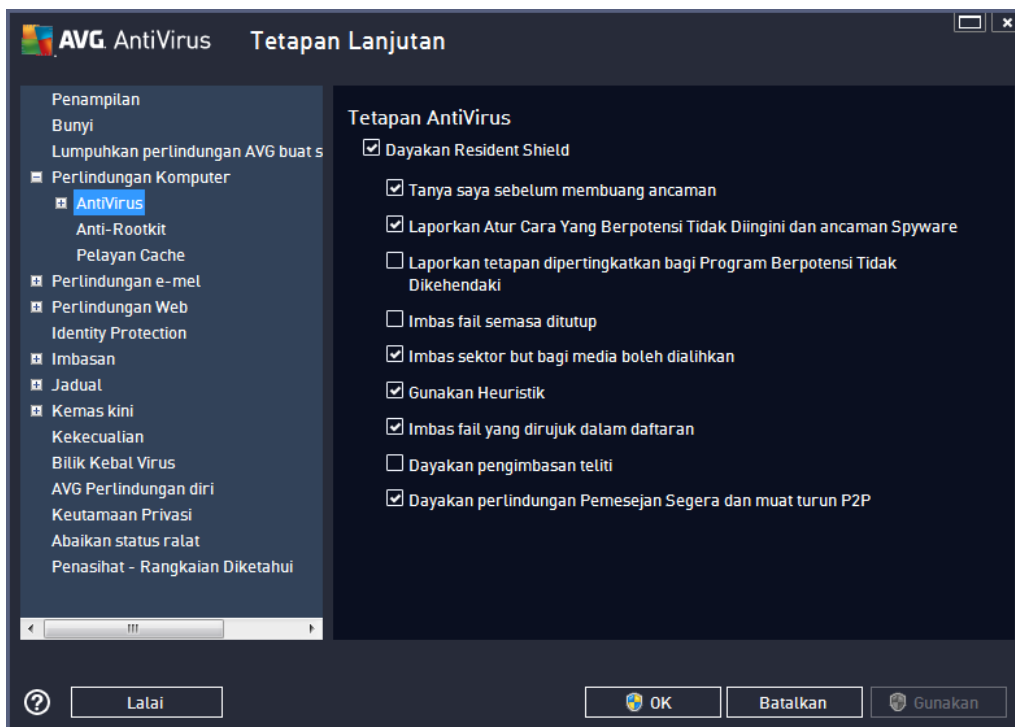 AVG. AntiVirus Tetapan Lanjutan
Penampilan
Bunyi
Lumpuhkan perlindungan AVG buat s
Perlindungan Komputer
AntiVirus
Anti-Rootkit
Pelayan Cache
Perlindungan e-mel
Perlindungan Web
Identity Protection
Imbasan
Jadual
Kemas kini
Kekecualian
Bilik Kebal Virus
AVG Perlindungan diri
Keutamaan Privasi
Abaikan status ralat
Penasihat - Rangkaian Diketahui
Tetapan AntiVirus
Dayakan Resident Shield
Tanya saya sebelum membuang ancaman
Laporkan Atur Cara Yang Berpotensi Tidak Diingini dan ancaman Spyware
Laporkan tetapan dipertingkatkan bagi Program Berpotensi Tidak
Dikehendaki
Imbas fail semasa ditutup
Imbas sektor but bagi media boleh dialihkan
Gunakan Heuristik
Imbas fail yang dirujuk dalam daftaran
Dayakan pengimbasan teliti
Dayakan perlindungan Pemesejan Segera dan muat turun P2P
Lalai
OK
Batalkan
Gunakan